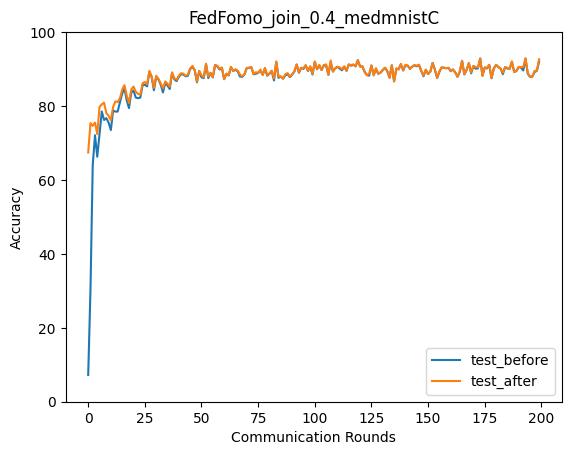 FedFomo_join_0.4_medmnistC
100
80
60
40
20
0
Accuracy
0 25 50 75 100 125 150 175 200
Communication Rounds
test_before
test_after